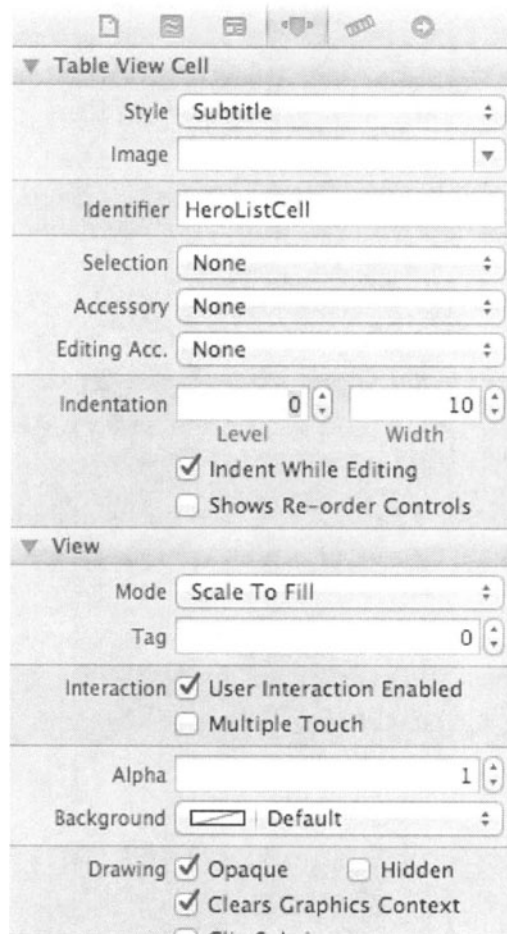 Table View Cell
Style Subtitle
Image
Identifier HeroListCell
Selection None
Accessory None
Editing Acc. None
Indentation 0 10
Level Width
Indent While Editing
Shows Re-order Controls
View
Mode Scale To Fill
Tag 0
Interaction User Interaction Enabled
Multiple Touch
Alpha 1
Background Default
Drawing Opaque Hidden
Clears Graphics Context